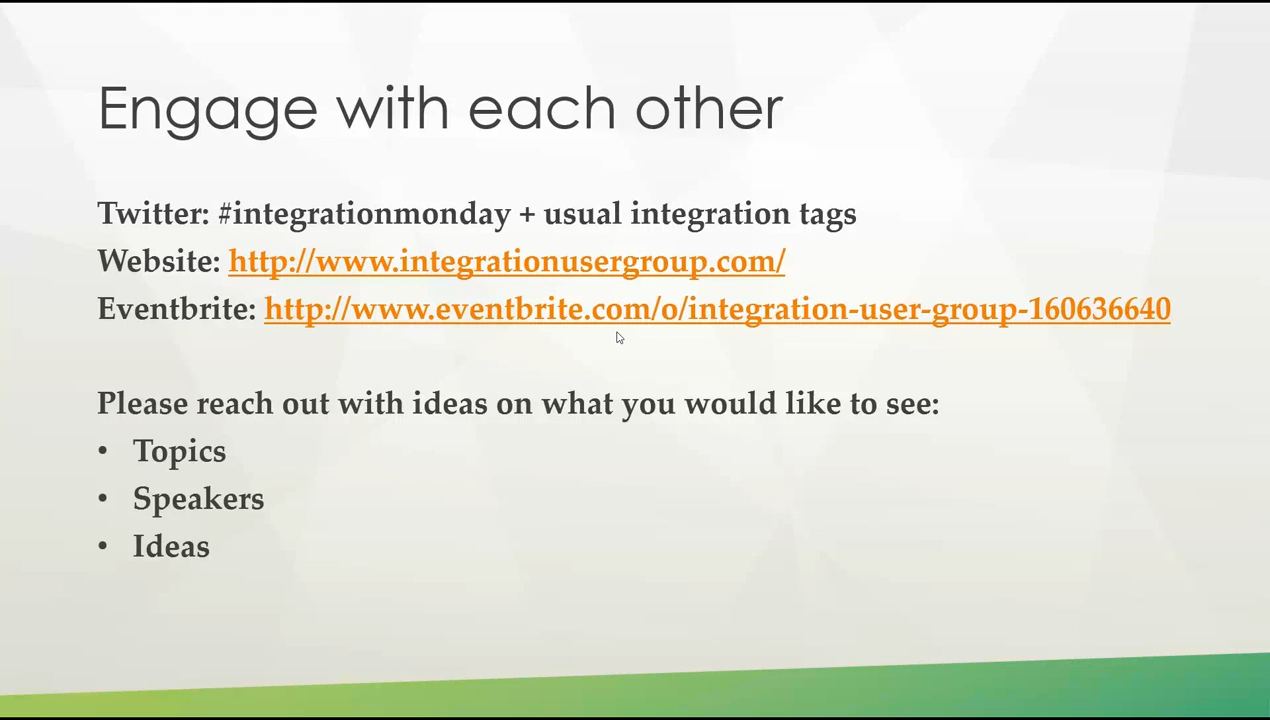 Engage with each other
Twitter: #integrationmonday + usual integration tags
Website: http://www.integrationusergroup.com/
Eventbrite: http://www.eventbrite.com/o/integration-user-group-160636640
Please reach out with ideas on what you would like to see:
• Topics
• Speakers
• Ideas